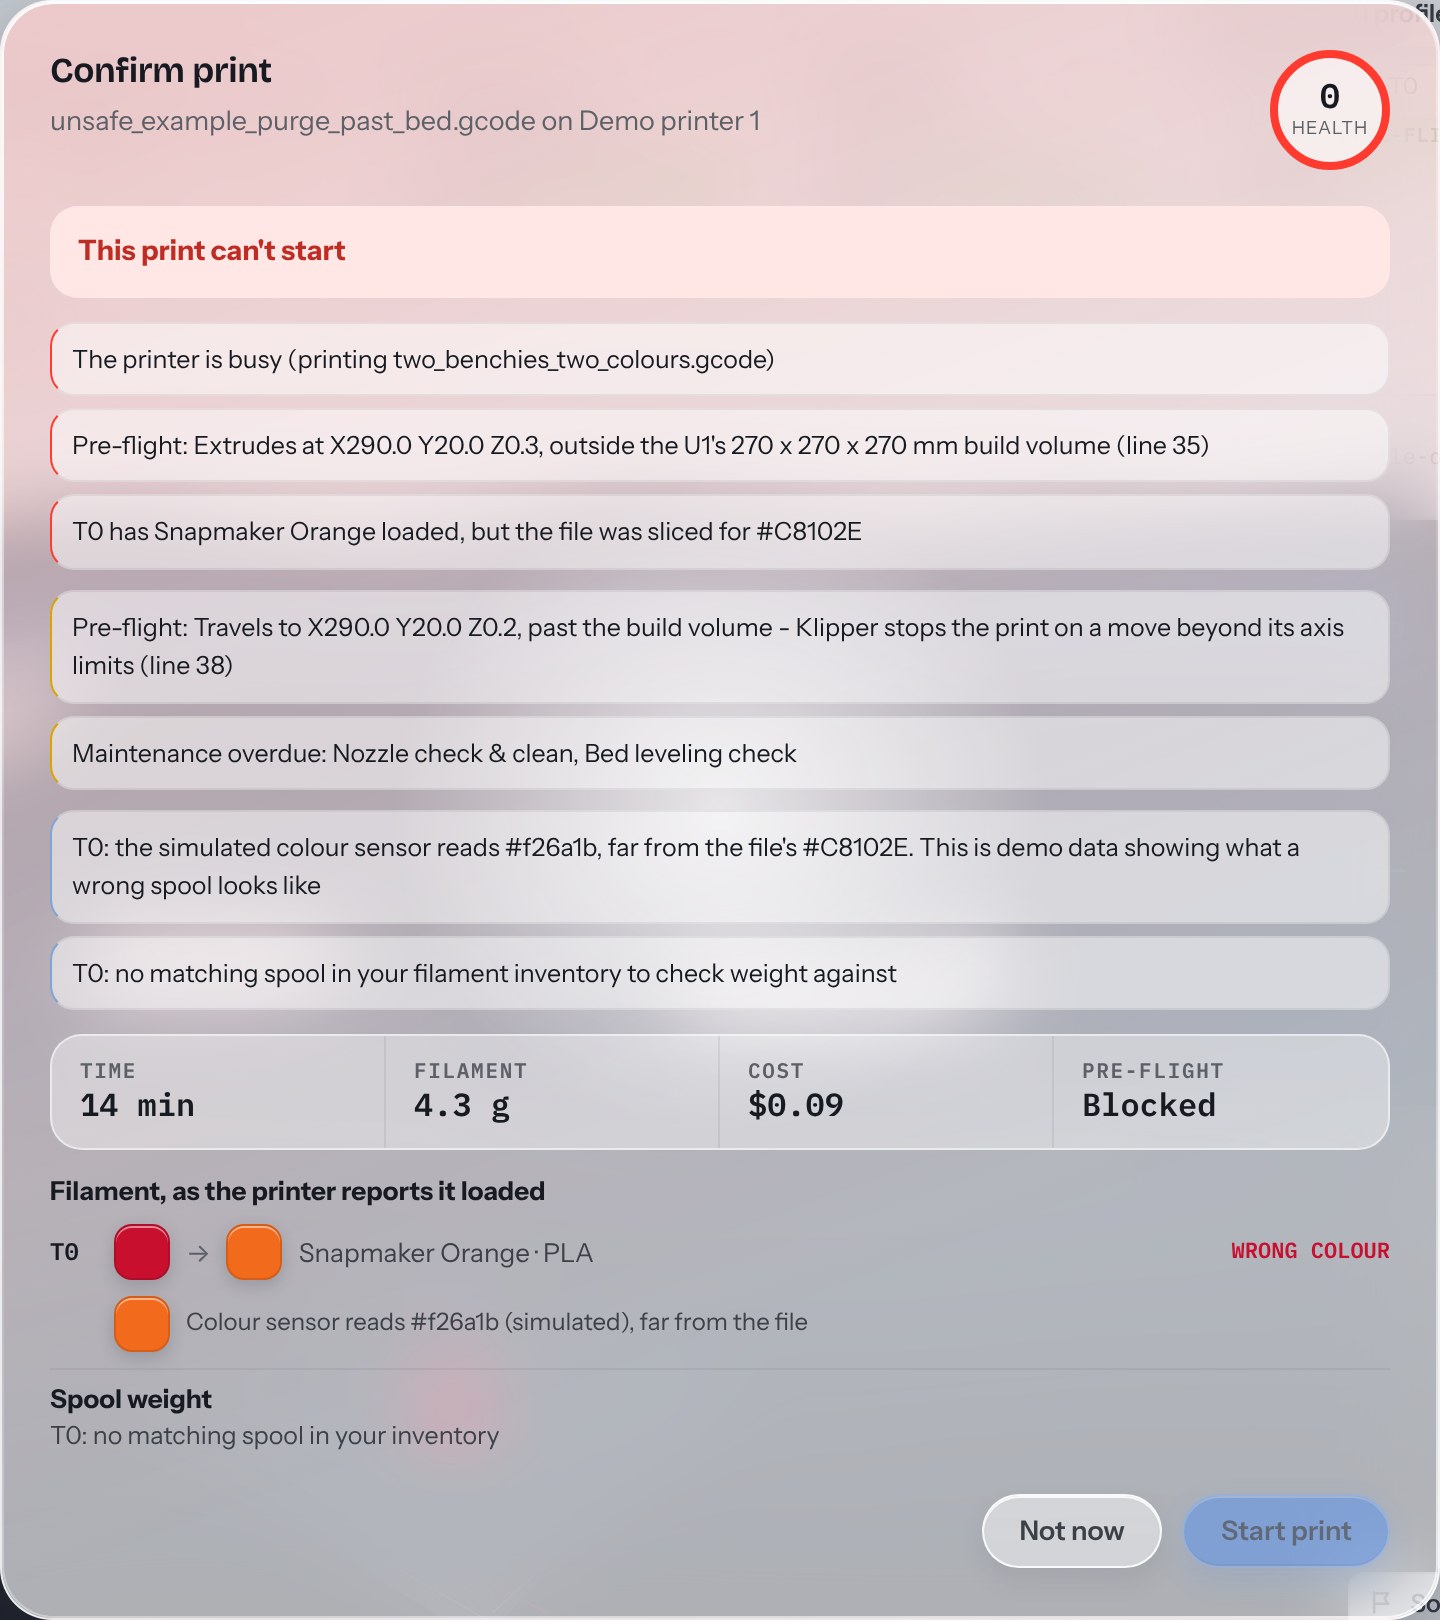 profile
Confirm print
unsafe_example_purge_past_bed.gcode on Demo printer 1
0
HEALTH
T0
-FLI
This print can't start
The printer is busy (printing two_benchies_two_colours.gcode)
Pre-flight: Extrudes at X290.0 Y20.0 Z0.3, outside the U1's 270 x 270 x 270 mm build volume (line 35)
T0 has Snapmaker Orange loaded, but the file was sliced for #C8102E
Pre-flight: Travels to X290.0 Y20.0 Z0.2, past the build volume - Klipper stops the print on a move beyond its axis
limits (line 38)
Maintenance overdue: Nozzle check & clean, Bed leveling check
T0: the simulated colour sensor reads #f26a1b, far from the file's #C8102E. This is demo data showing what a
wrong spool looks like
T0: no matching spool in your filament inventory to check weight against
TIME
14 min
FILAMENT
4.3 g
COST
$0.09
PRE-FLIGHT
Blocked
Filament, as the printer reports it loaded
T0 → Snapmaker Orange · PLA
WRONG COLOUR
Colour sensor reads #f26a1b (simulated), far from the file
Spool weight
T0: no matching spool in your inventory
Not now
Start print
So